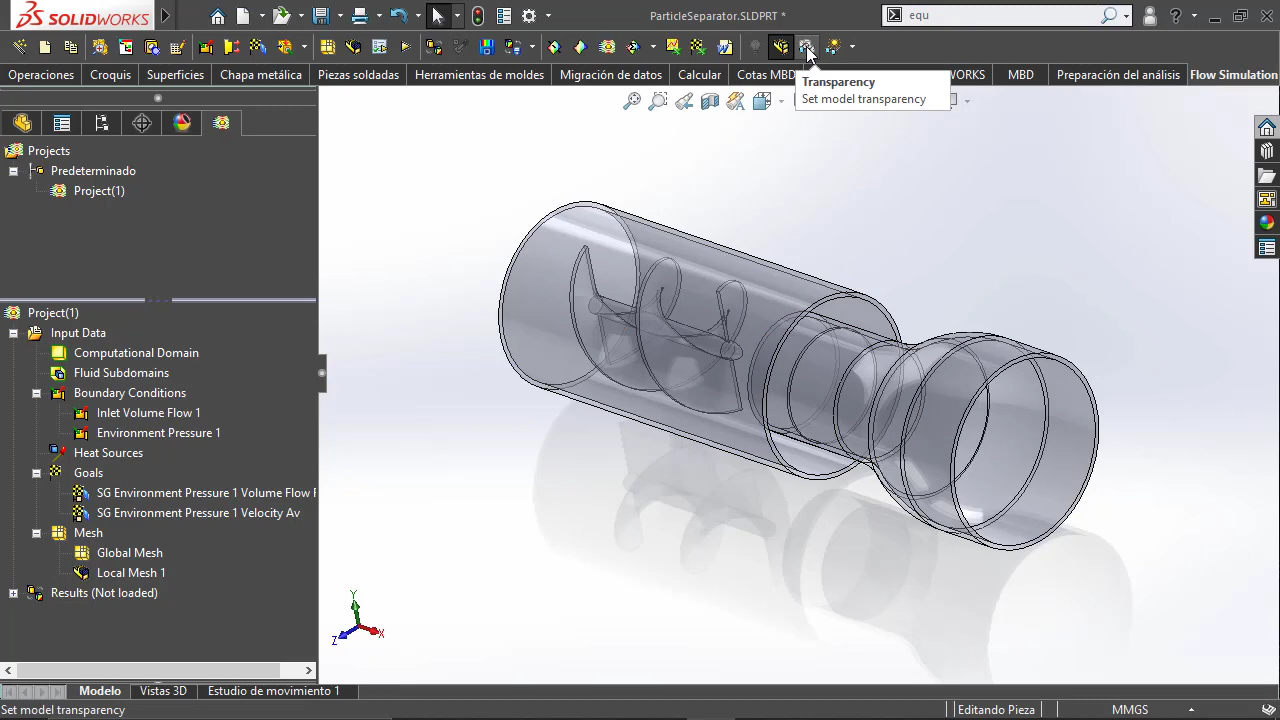 SOLIDWORKS
ParticleSeparator.SLDPRT *
equ
Operaciones
Croquis
Superficies
Chapa metálica
Piezas soldadas
Herramientas de moldes
Migración de datos
Calcular
Cotas MBD
WORKS
MBD
Preparación del análisis
Flow Simulation
Transparency
Set model transparency
Projects
Predeterminado
Project(1)
Project(1)
Input Data
Computational Domain
Fluid Subdomains
Boundary Conditions
Inlet Volume Flow 1
Environment Pressure 1
Heat Sources
Goals
SG Environment Pressure 1 Volume Flow
SG Environment Pressure 1 Velocity Av
Mesh
Global Mesh
Local Mesh 1
Results (Not loaded)
Y
Z
X
Modelo
Vistas 3D
Estudio de movimiento 1
Set model transparency
Editando Pieza
MMGS